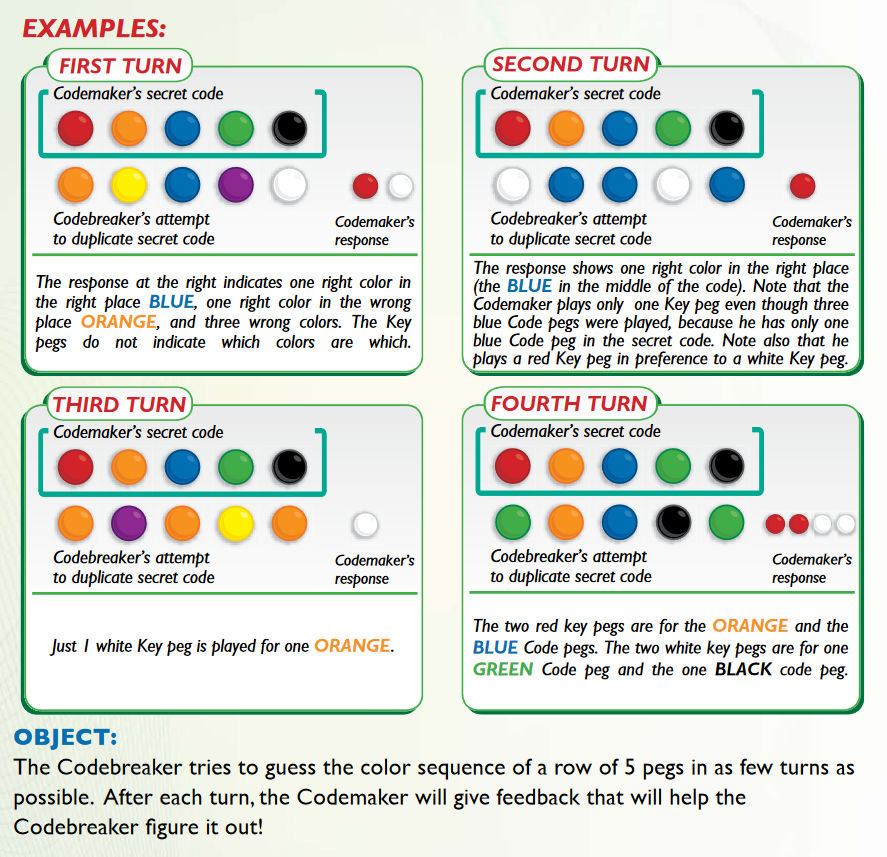 EXAMPLES:
FIRST TURN
Codemaker's secret code
Codebreaker's attempt
to duplicate secret code
Codemaker's
response
The response at the right indicates one right color in
the right place BLUE, one right color in the wrong
place ORANGE, and three wrong colors. The Key
pegs do not indicate which colors are which.
SECOND TURN
Codemaker's secret code
Codebreaker's attempt
to duplicate secret code
Codemaker's
response
The response shows one right color in the right place
(the BLUE in the middle of the code). Note that the
Codemaker plays only one Key peg even though three
blue Code pegs were played, because he has only one
blue Code peg in the secret code. Note also that he
plays a red Key peg in preference to a white Key peg.
THIRD TURN
Codemaker's secret code
Codebreaker's attempt
to duplicate secret code
Codemaker's
response
Just 1 white Key peg is played for one ORANGE.
FOURTH TURN
Codemaker's secret code
Codebreaker's attempt
to duplicate secret code
Codemaker's
response
The two red key pegs are for the ORANGE and the
BLUE Code pegs. The two white key pegs are for one
GREEN Code peg and the one BLACK code peg.
OBJECT:
The Codebreaker tries to guess the color sequence of a row of 5 pegs in as few turns as
possible. After each turn, the Codemaker will give feedback that will help the
Codebreaker figure it out!